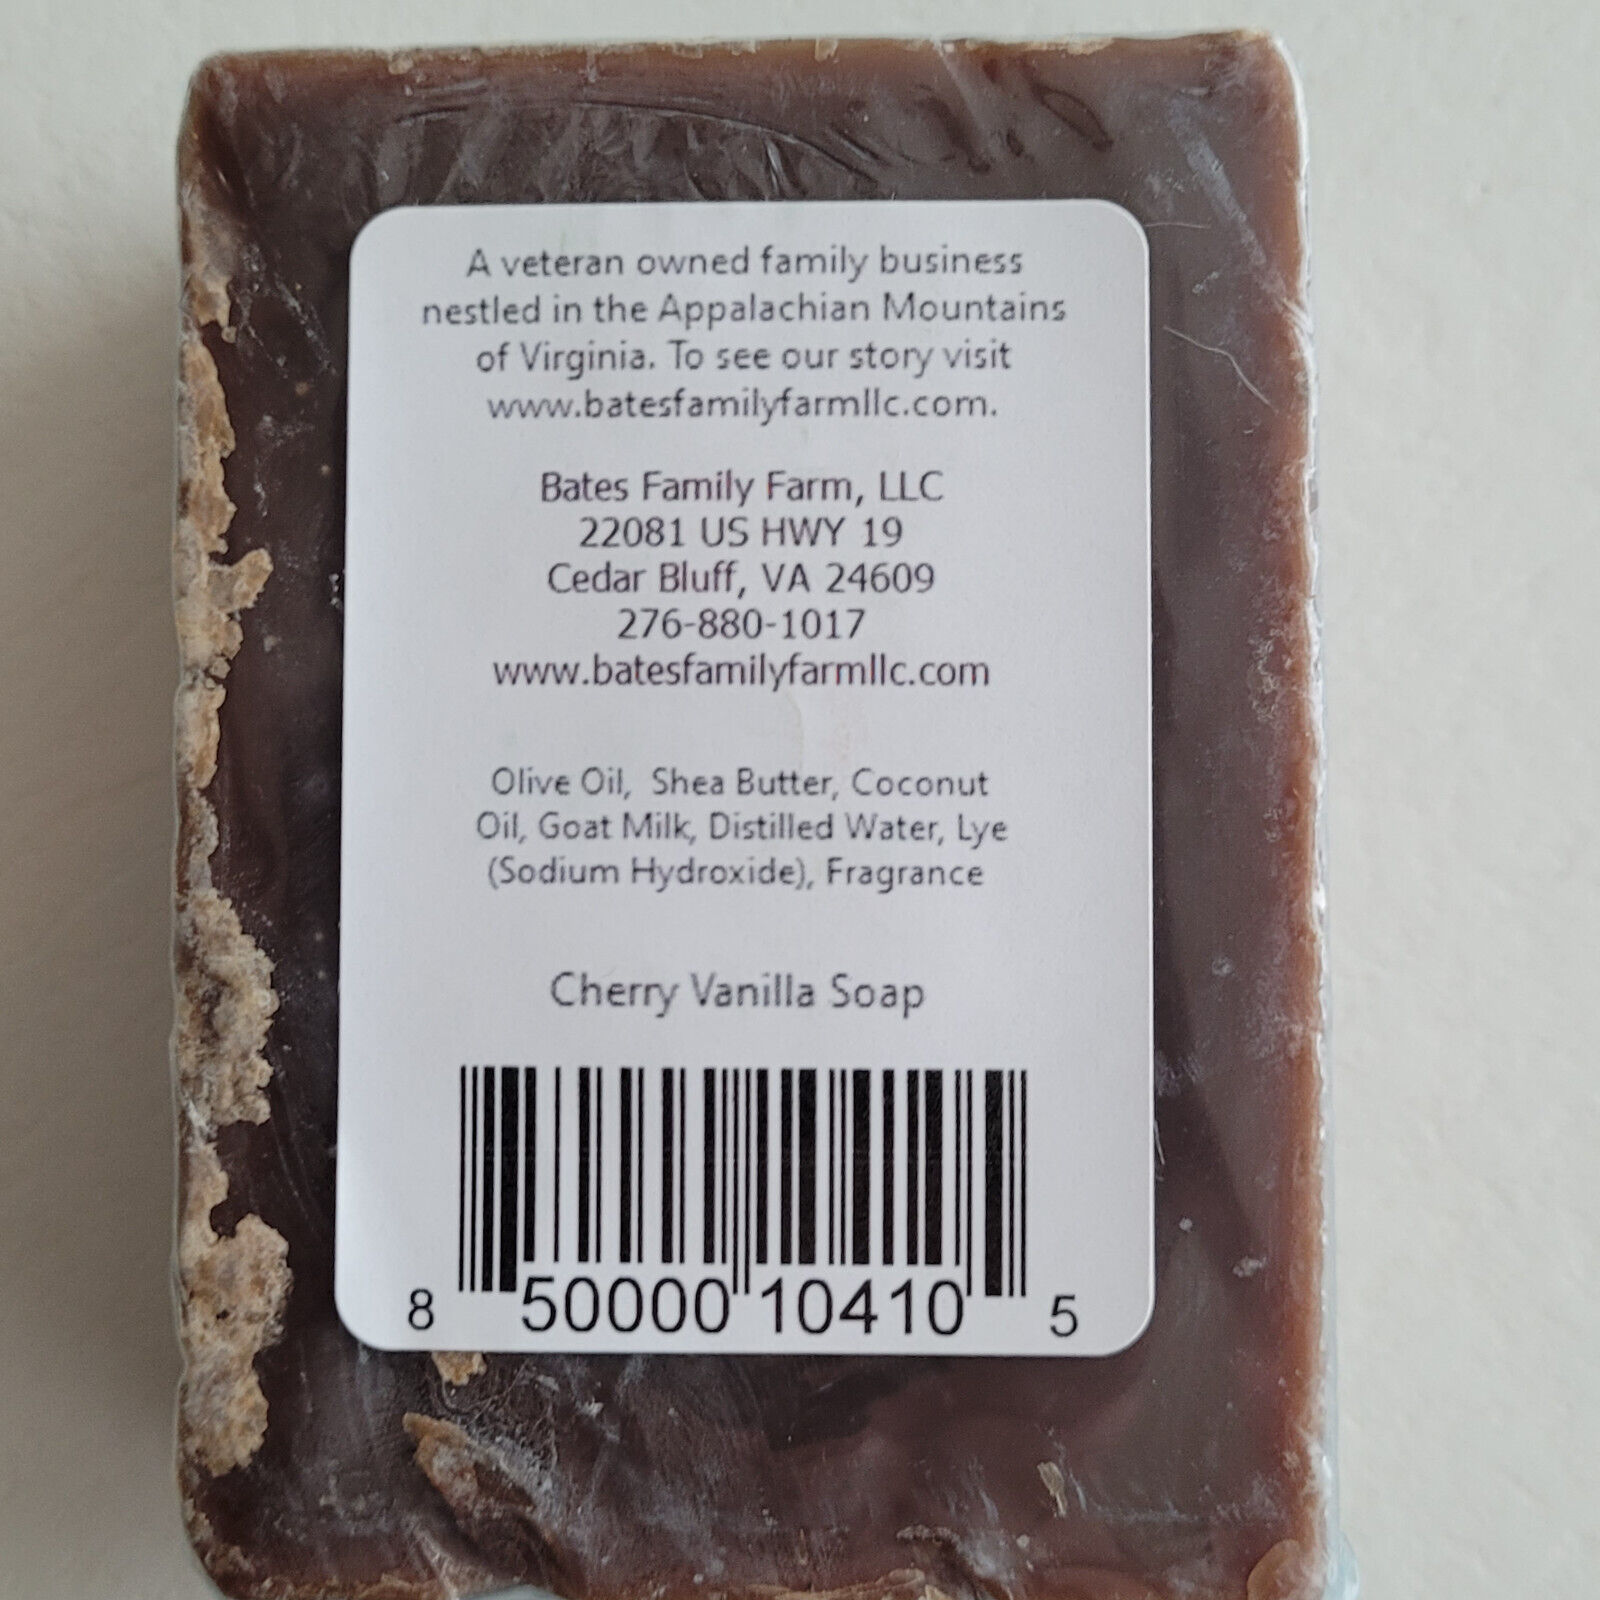 A veteran owned family business
nestled in the Appalachian Mountains
of Virginia. To see our story visit
www.batesfamilyfarmllc.com.
Bates Family Farm, LLC
22081 US HWY 19
Cedar Bluff, VA 24609
276-880-1017
www.batesfamilyfarmllc.com
Olive Oil, Shea Butter, Coconut
Oil, Goat Milk, Distilled Water, Lye
(Sodium Hydroxide), Fragrance
Cherry Vanilla Soap
8 50000 10410 5